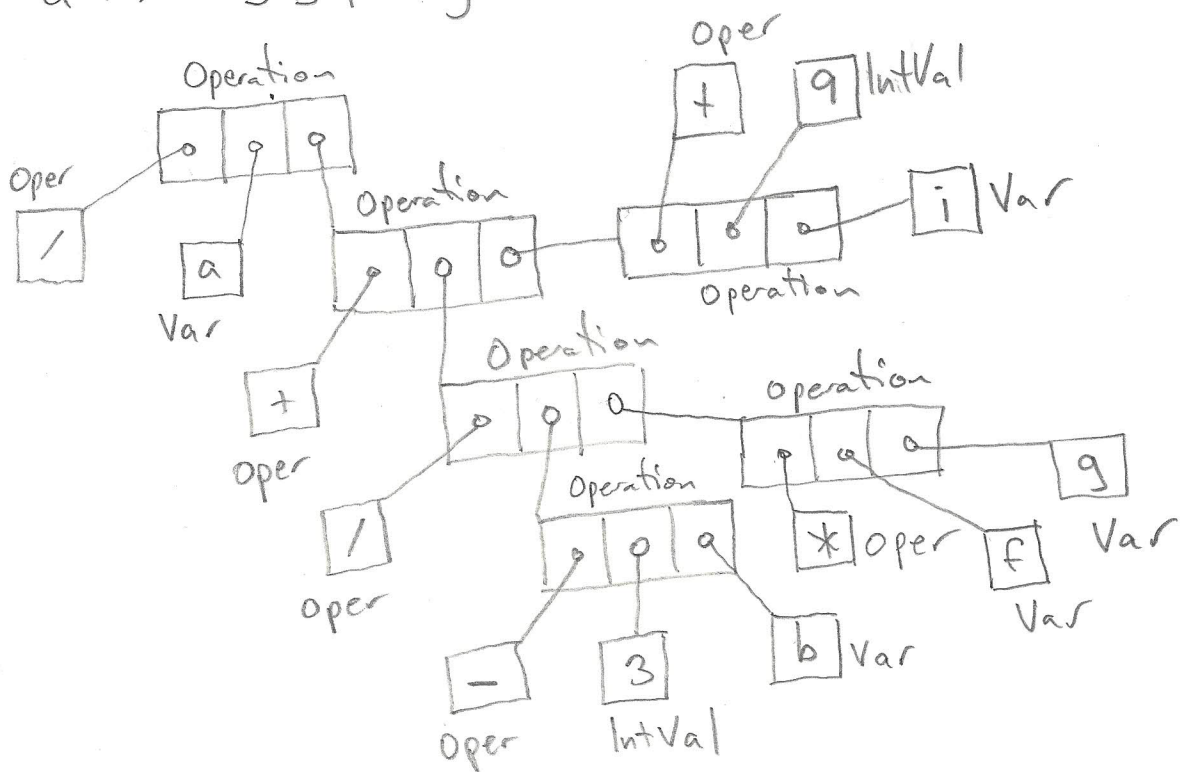 Oper
+
9 IntVal
Operation
Oper
/
a
Var
Operation
i Var
Operation
+
Oper
Operation
Operation
/
Oper
Operation
* Oper
g
Var
f
Var
-
Oper
3
IntVal
b Var